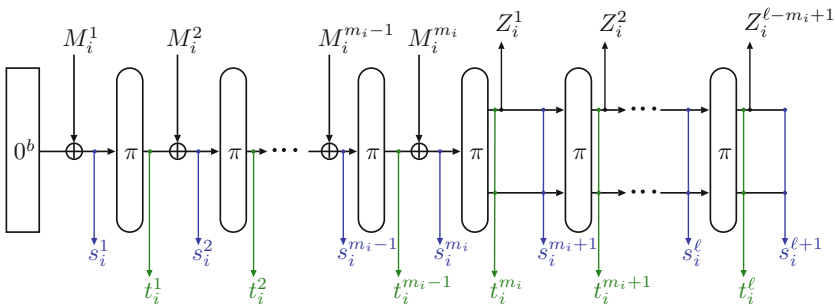 M_i^1 M_i^2 M_i^{m_i−1} M_i^{m_i} Z_i^1 Z_i^2 Z_i^{ℓ−m_i+1}
0^b ⊕ π ⊕ π ··· ⊕ π ⊕ π π ··· ··· π
s_i^1 s_i^2 s_i^{m_i−1} s_i^{m_i} s_i^{m_i+1} s_i^ℓ s_i^{ℓ+1}
t_i^1 t_i^2 t_i^{m_i−1} t_i^{m_i} t_i^{m_i+1} t_i^ℓ